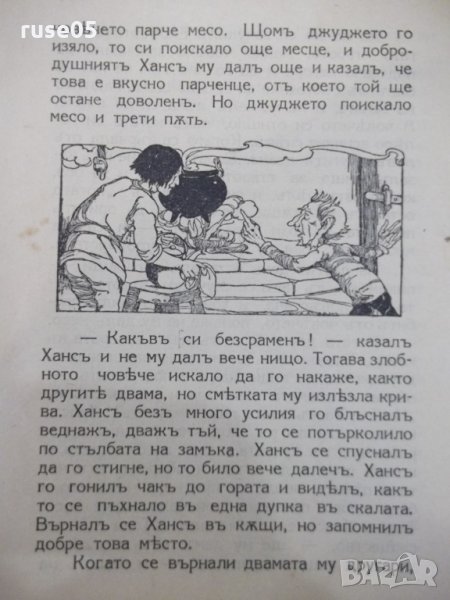 ruse05
парче месо. Щомъ джуджето го
изяло, то си поискало още месце, и добро-
душниятъ Хансъ му далъ още и казалъ, че
това е вкусно парченце, отъ което той ще
остане доволенъ. Но джуджето поискало
месо и трети пѫть.
— Какъвъ си безсраменъ! — казалъ
Хансъ и не му далъ вече нищо. Тогава злоб-
ното човѣче искало да го накаже, както
другитѣ двама, но смѣтката му излѣзла кри-
ва. Хансъ безъ много усилия го блъсналъ
веднажъ, дважъ тъй, че то се потърколило
по стълбата на замъка. Хансъ се спусналъ
да го стигне, но то било вече далечъ. Хансъ
го гонилъ чакъ до гората и видѣлъ, какъ
то се пъхнало въ една дупка въ скалата.
Върналъ се Хансъ въ кѫщи, но запомнилъ
добре това мѣсто.
Когато се върнали двамата му другари,
BAZAR